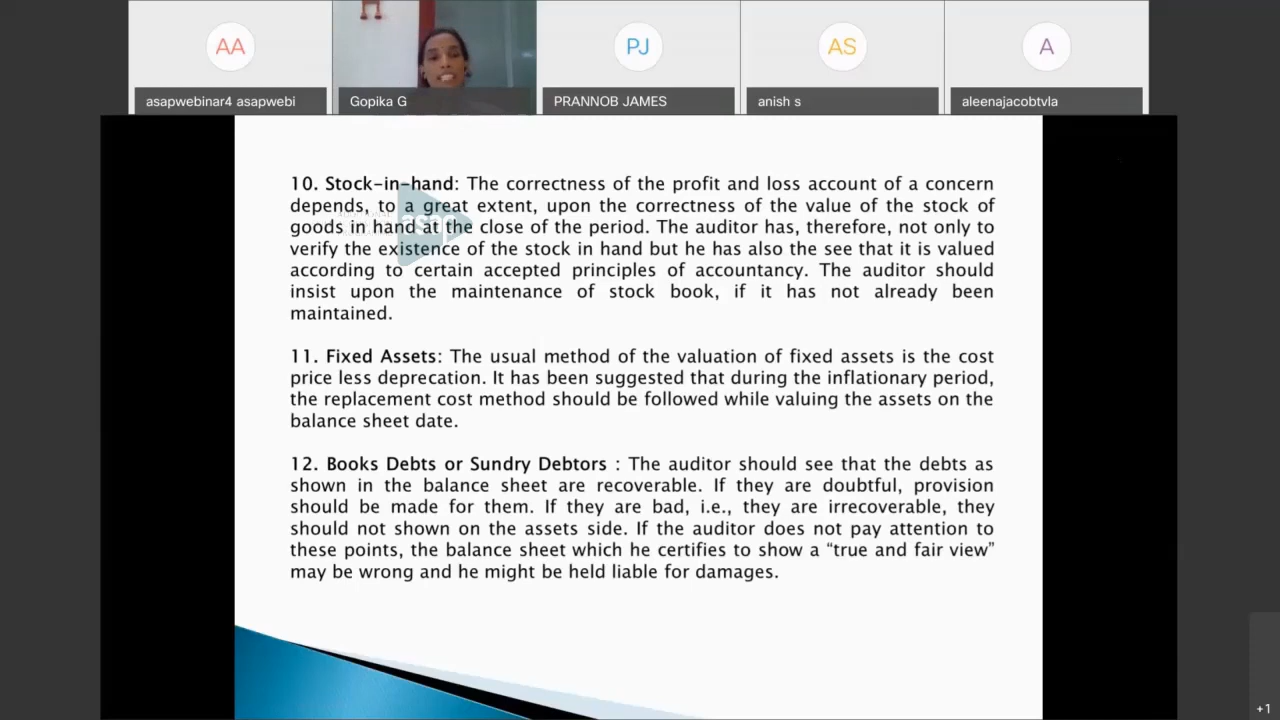 AA
PJ
AS
A
asapwebinar4 asapwebi
Gopika G
PRANNOB JAMES
anish s
aleenajacobtvla
10. Stock-in-hand: The correctness of the profit and loss account of a concern
depends, to a great extent, upon the correctness of the value of the stock of
goods in hand at the close of the period. The auditor has, therefore, not only to
verify the existence of the stock in hand but he has also the see that it is valued
according to certain accepted principles of accountancy. The auditor should
insist upon the maintenance of stock book, if it has not already been
maintained.
11. Fixed Assets: The usual method of the valuation of fixed assets is the cost
price less deprecation. It has been suggested that during the inflationary period,
the replacement cost method should be followed while valuing the assets on the
balance sheet date.
12. Books Debts or Sundry Debtors : The auditor should see that the debts as
shown in the balance sheet are recoverable. If they are doubtful, provision
should be made for them. If they are bad, i.e., they are irrecoverable, they
should not shown on the assets side. If the auditor does not pay attention to
these points, the balance sheet which he certifies to show a “true and fair view”
may be wrong and he might be held liable for damages.
asap
+1